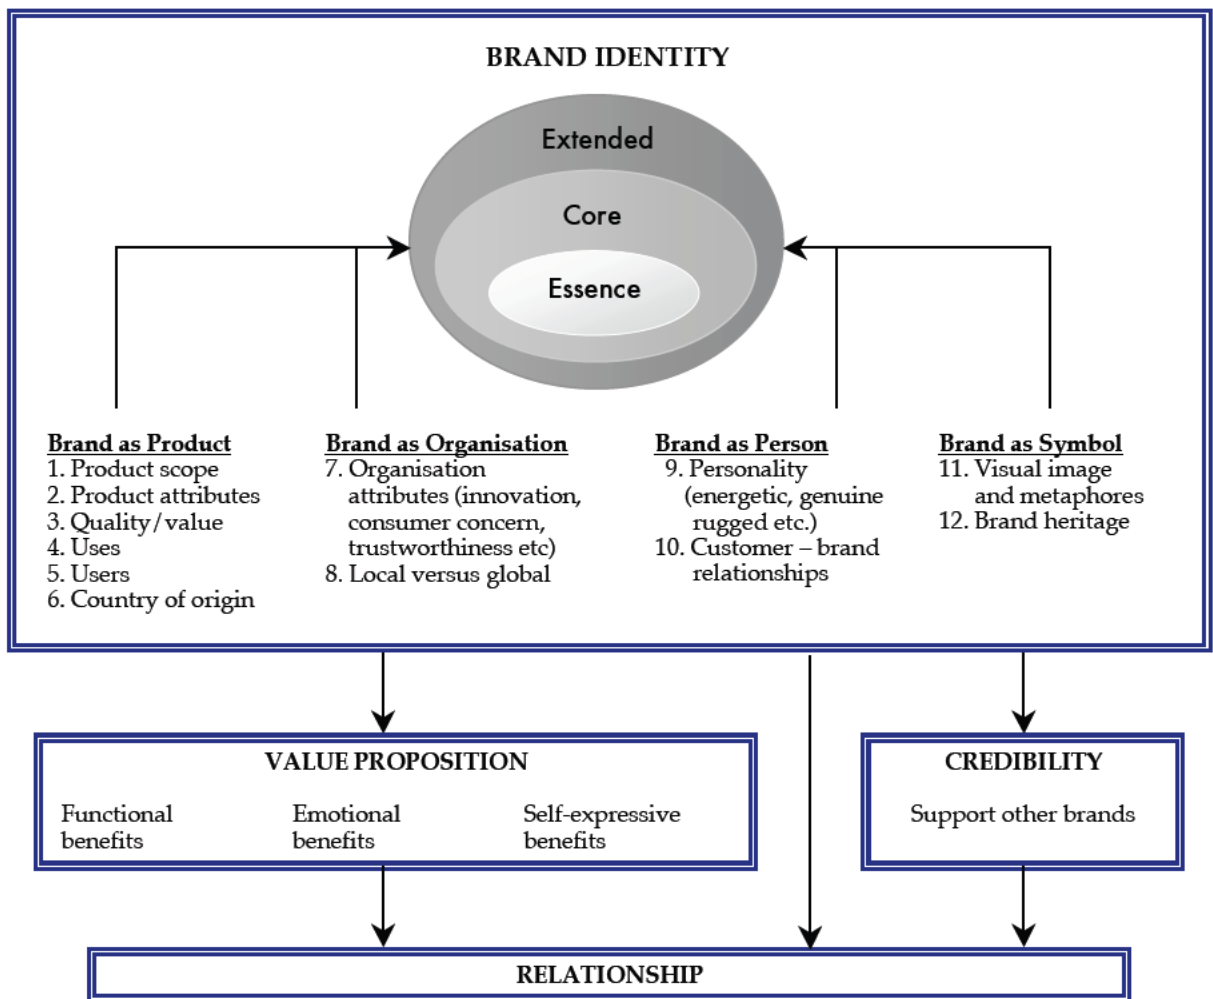 BRAND IDENTITY
Extended
Core
Essence
Brand as Product
1. Product scope
2. Product attributes
3. Quality/value
4. Uses
5. Users
6. Country of origin
Brand as Organisation
7. Organisation
attributes (innovation,
consumer concern,
trustworthiness etc)
8. Local versus global
Brand as Person
9. Personality
(energetic, genuine
rugged etc.)
10. Customer – brand
relationships
Brand as Symbol
11. Visual image
and metaphores
12. Brand heritage
VALUE PROPOSITION
Functional
benefits
Emotional
benefits
Self-expressive
benefits
CREDIBILITY
Support other brands
RELATIONSHIP